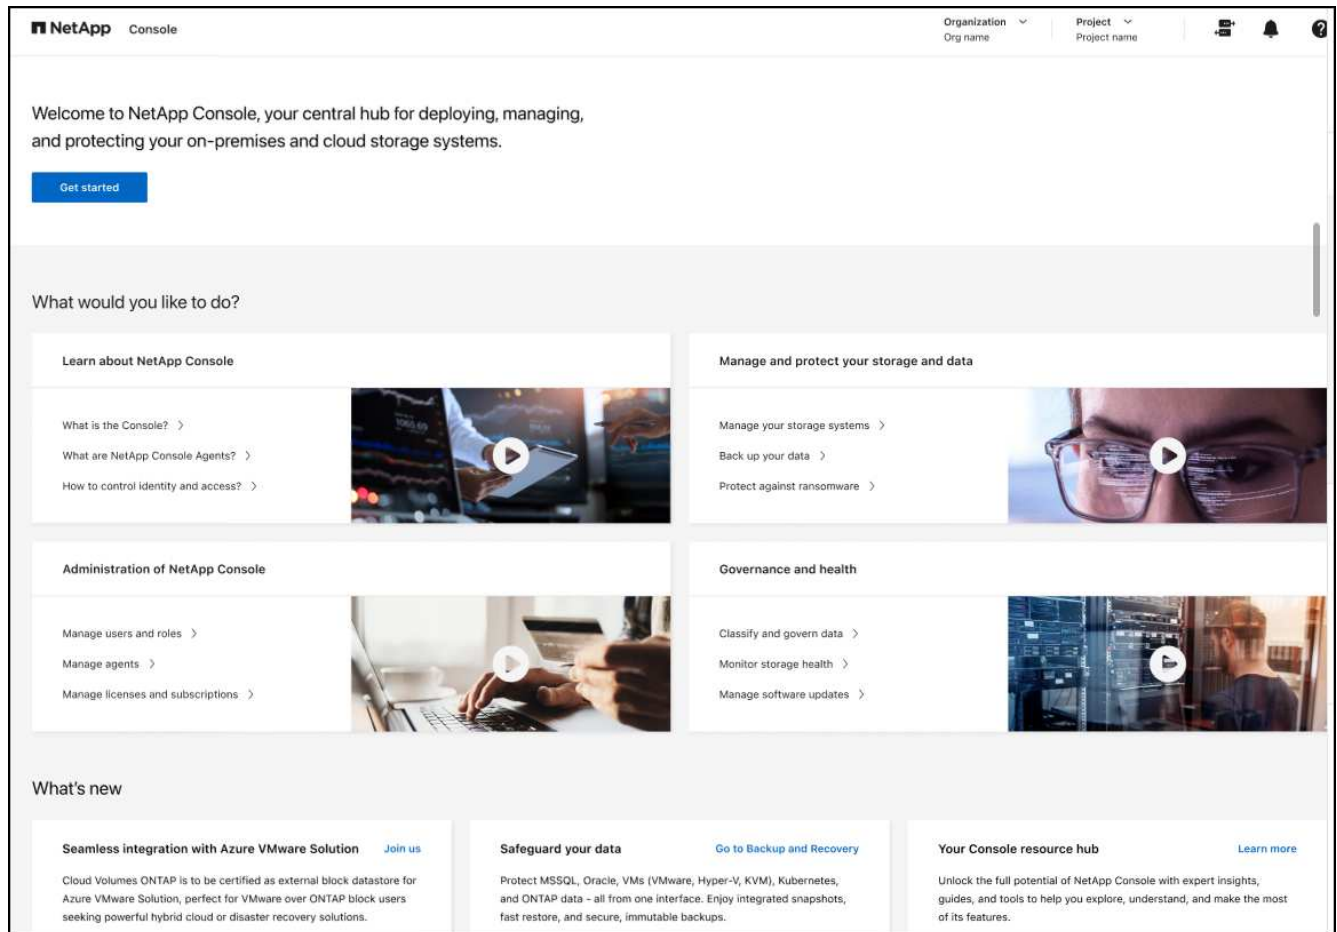 NetApp Console
Organization
Org name
Project
Project name
?
Welcome to NetApp Console, your central hub for deploying, managing,
and protecting your on-premises and cloud storage systems.
Get started
What would you like to do?
Learn about NetApp Console
What is the Console?
What are NetApp Console Agents?
How to control identity and access?
Manage and protect your storage and data
Manage your storage systems
Back up your data
Protect against ransomware
Administration of NetApp Console
Manage users and roles
Manage agents
Manage licenses and subscriptions
Governance and health
Classify and govern data
Monitor storage health
Manage software updates
What's new
Seamless integration with Azure VMware Solution Join us
Cloud Volumes ONTAP is to be certified as external block datastore for
Azure VMware Solution, perfect for VMware over ONTAP block users
seeking powerful hybrid cloud or disaster recovery solutions.
Safeguard your data Go to Backup and Recovery
Protect MSSQL, Oracle, VMs (VMware, Hyper-V, KVM), Kubernetes,
and ONTAP data - all from one interface. Enjoy integrated snapshots,
fast restore, and secure, immutable backups.
Your Console resource hub Learn more
Unlock the full potential of NetApp Console with expert insights,
guides, and tools to help you explore, understand, and make the most
of its features.